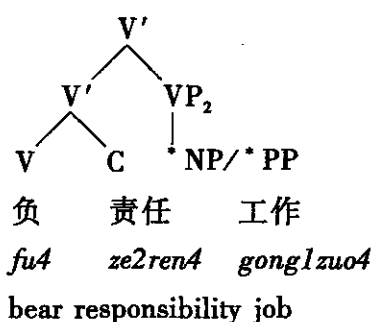 V′
V′ VP₂
V C *NP/*PP
负 责任 工作
fu4 ze2ren4 gong1zuo4
bear responsibility job